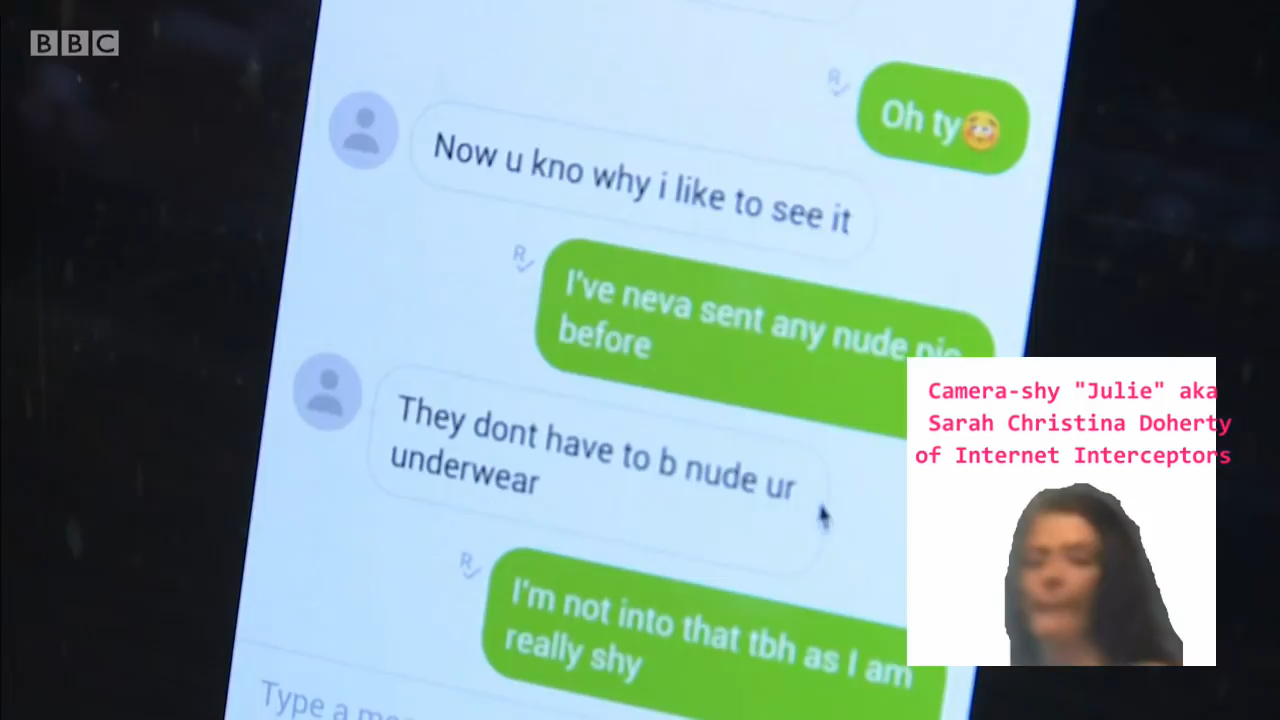 BBC
Oh ty😳
Now u kno why i like to see it
I've neva sent any nude pic
before
They dont have to b nude ur
underwear
I'm not into that tbh as I am
really shy
Type a
Camera-shy "Julie" aka
Sarah Christina Doherty
of Internet Interceptors
R
R
R